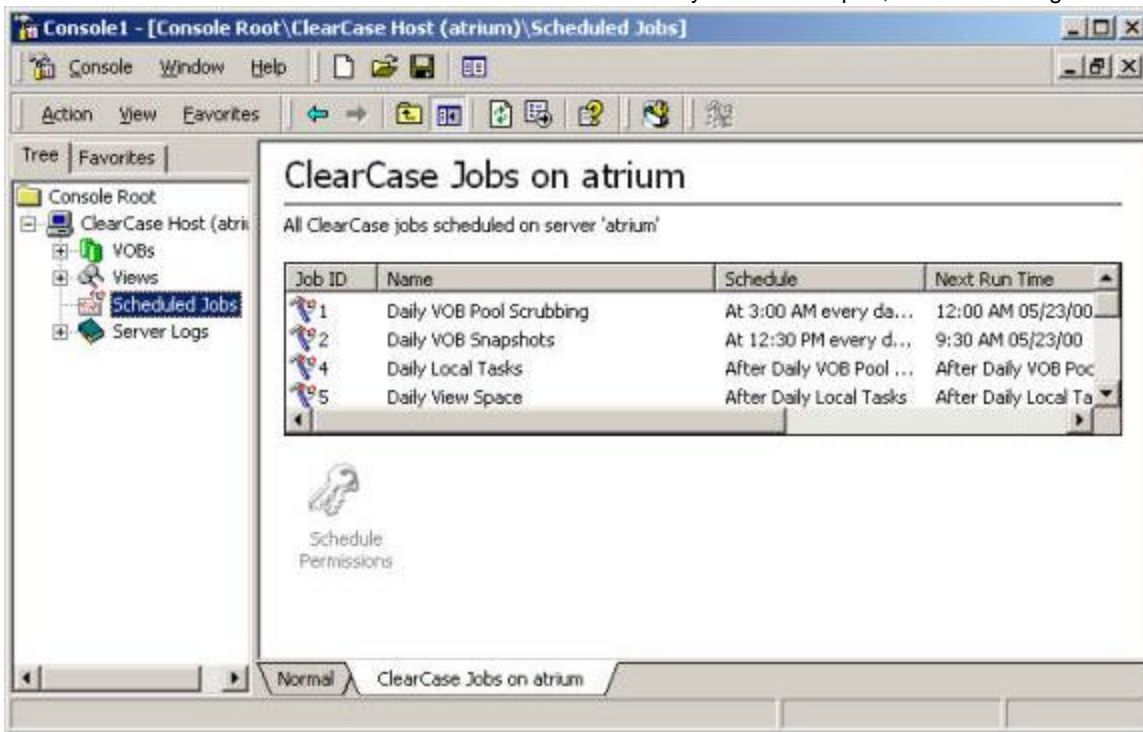 Console1 - [Console Root\ClearCase Host (atrium)\Scheduled Jobs]
Console Window Help
Action View Favorites
Tree Favorites
Console Root
ClearCase Host (atri
VOBs
Views
Scheduled Jobs
Server Logs
ClearCase Jobs on atrium
All ClearCase jobs scheduled on server 'atrium'
Job ID Name Schedule Next Run Time
1 Daily VOB Pool Scrubbing At 3:00 AM every da... 12:00 AM 05/23/00
2 Daily VOB Snapshots At 12:30 PM every d... 9:30 AM 05/23/00
4 Daily Local Tasks After Daily VOB Pool ... After Daily VOB Poo
5 Daily View Space After Daily Local Tasks After Daily Local Ta
Schedule
Permissions
Normal ClearCase Jobs on atrium